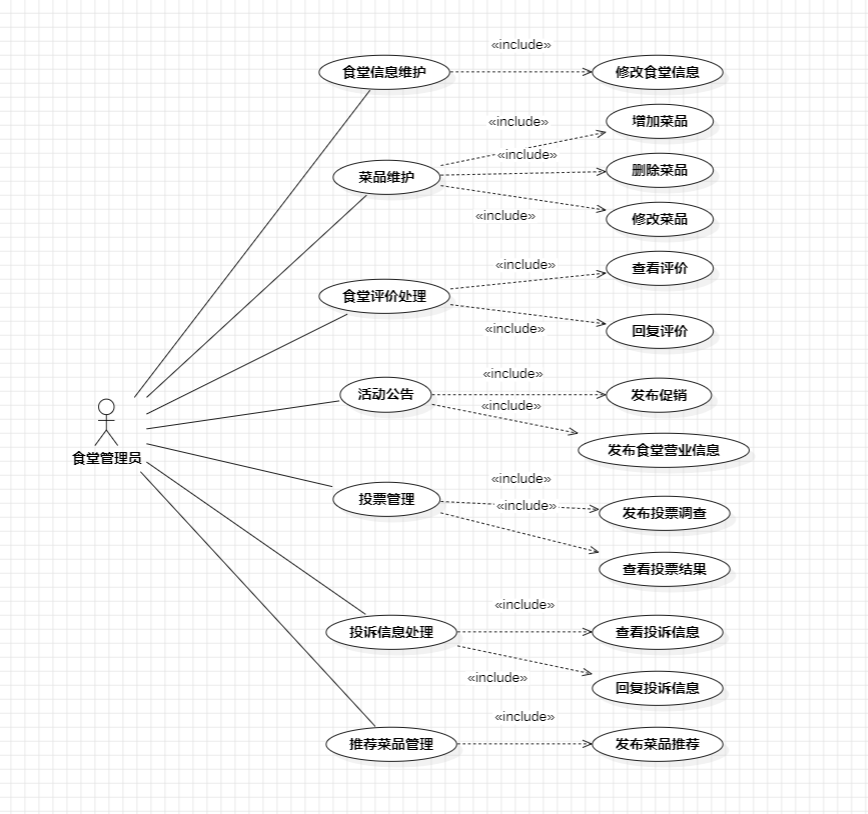 «include»
食堂信息维护
修改食堂信息
«include»
增加菜品
«include»
菜品维护
删除菜品
«include»
修改菜品
«include»
查看评价
食堂评价处理
«include»
回复评价
«include»
活动公告
发布促销
«include»
发布食堂营业信息
食堂管理员
«include»
投票管理
«include»
发布投票调查
查看投票结果
«include»
投诉信息处理
查看投诉信息
«include»
回复投诉信息
«include»
推荐菜品管理
发布菜品推荐